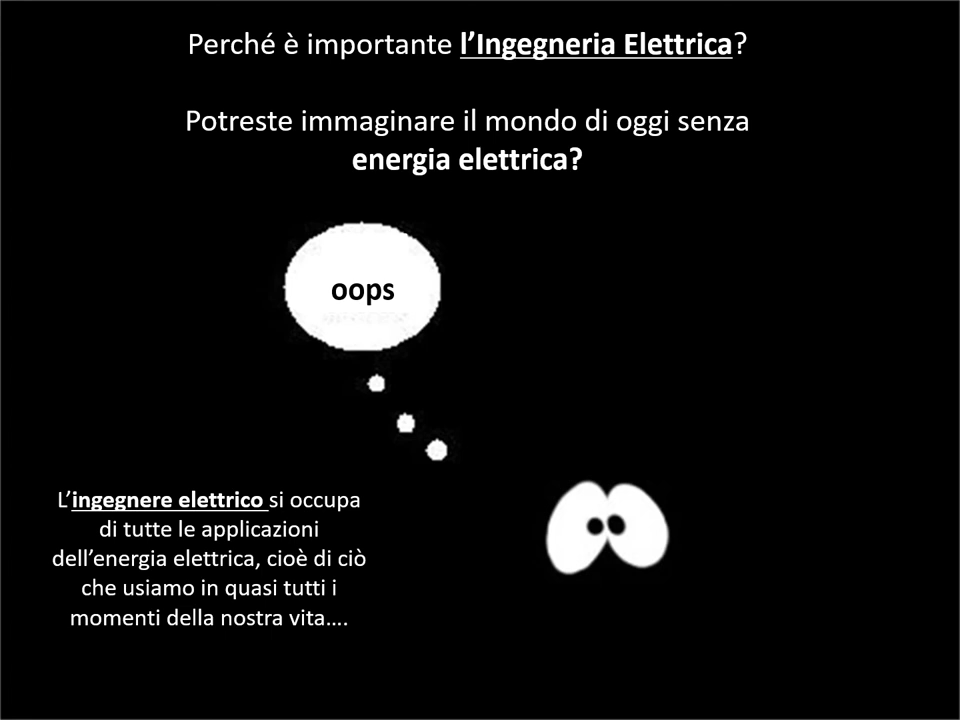 Perché è importante l’Ingegneria Elettrica?
Potreste immaginare il mondo di oggi senza
energia elettrica?
oops
L’ingegnere elettrico si occupa
di tutte le applicazioni
dell’energia elettrica, cioè di ciò
che usiamo in quasi tutti i
momenti della nostra vita….